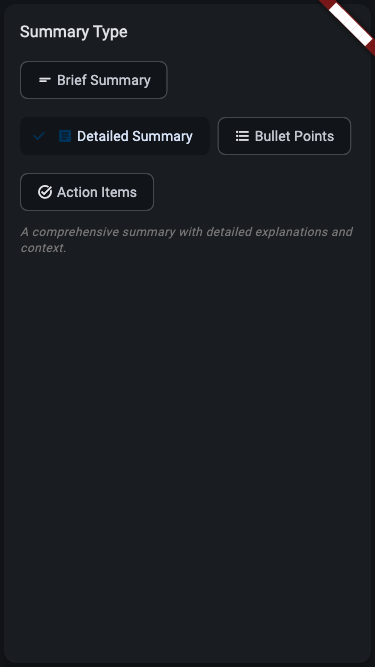 Summary Type
Brief Summary
Detailed Summary
Bullet Points
Action Items
A comprehensive summary with detailed explanations and
context.